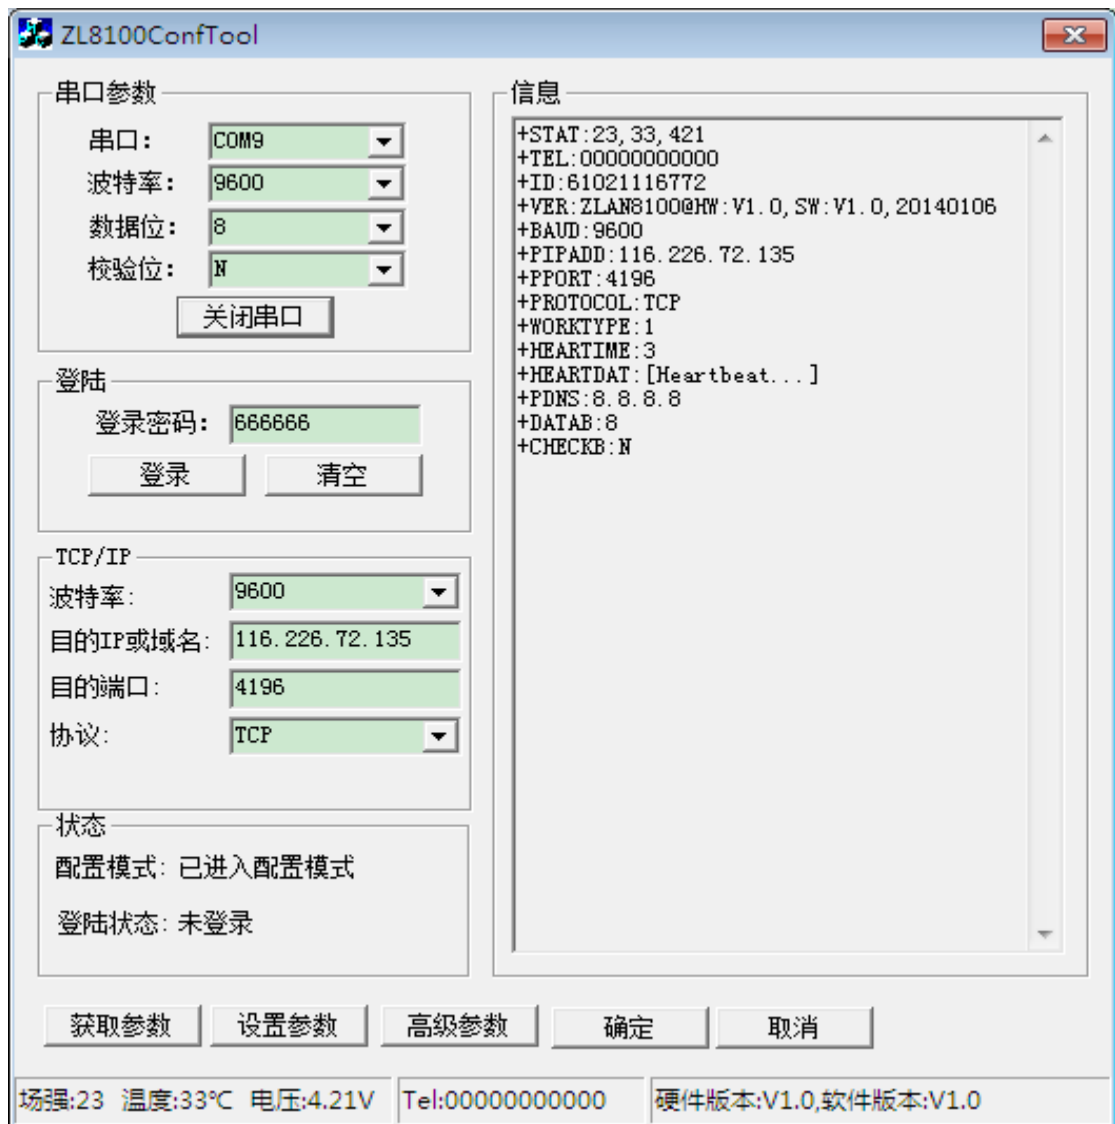 ZL8100ConfTool
串口参数
串口: COM9
波特率: 9600
数据位: 8
校验位: N
关闭串口
登陆
登录密码: 666666
登录 清空
TCP/IP
波特率: 9600
目的IP或域名: 116.226.72.135
目的端口: 4196
协议: TCP
状态
配置模式: 已进入配置模式
登陆状态: 未登录
信息
+STAT:23,33,421
+TEL:00000000000
+ID:61021116772
+VER:ZLAN8100@HW:V1.0,SW:V1.0,20140106
+BAUD:9600
+PIPADD:116.226.72.135
+PPORT:4196
+PROTOCOL:TCP
+WORKTYPE:1
+HEARTIME:3
+HEARTDAT:[Heartbeat...]
+PDNS:8.8.8.8
+DATAB:8
+CHECKB:N
获取参数 设置参数 高级参数 确定 取消
场强:23 温度:33℃ 电压:4.21V Tel:00000000000 硬件版本:V1.0,软件版本:V1.0